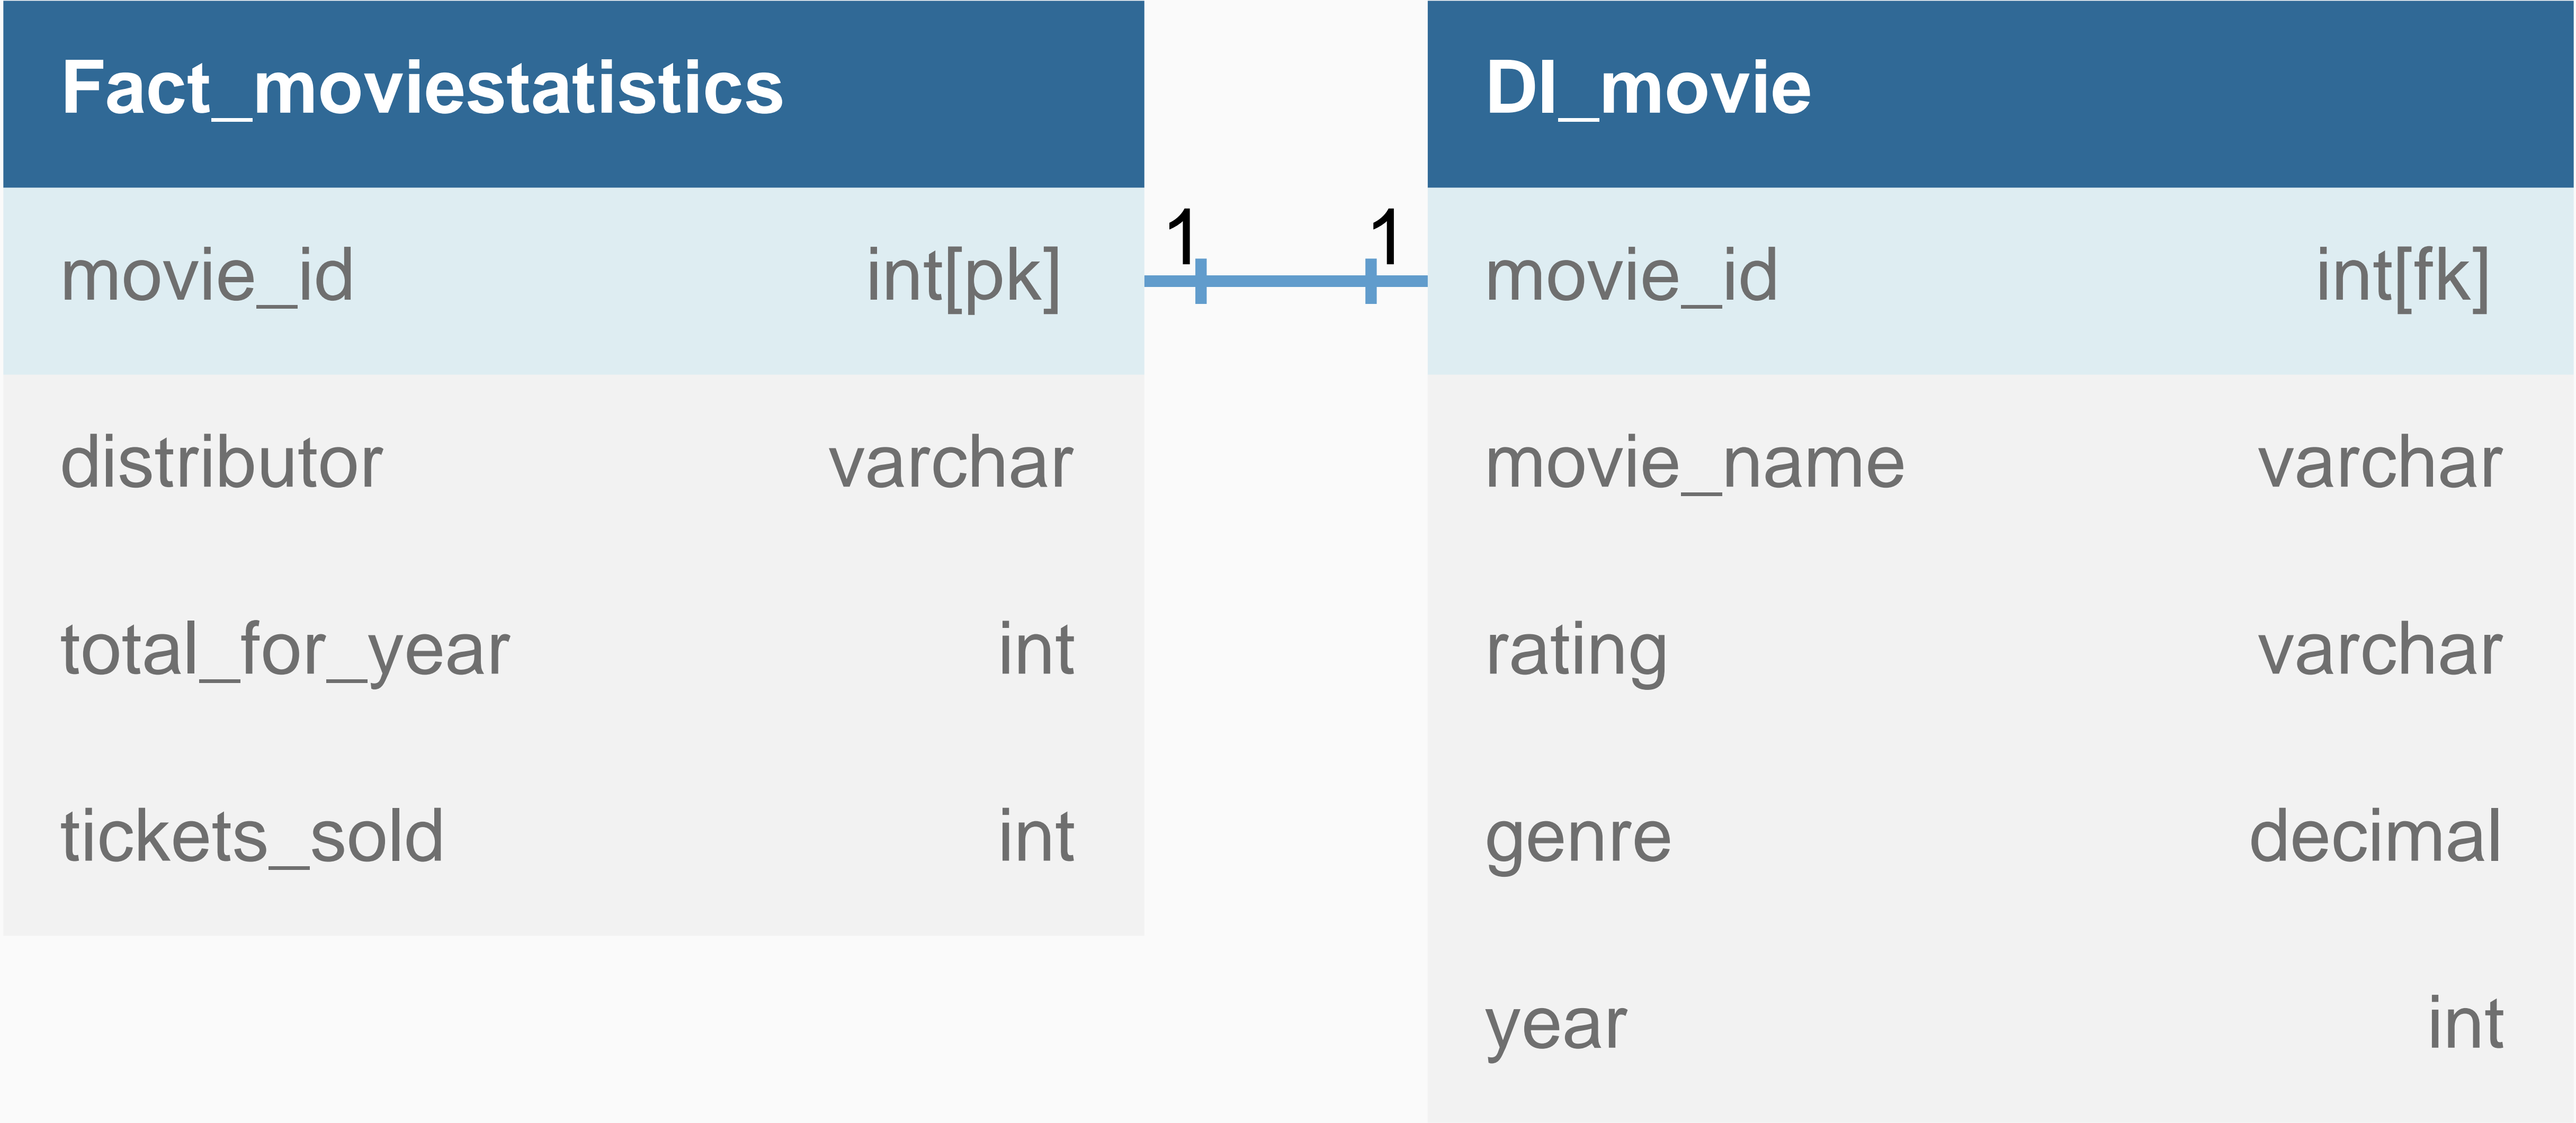 Fact_moviestatistics
movie_id int[pk]
distributor varchar
total_for_year int
tickets_sold int
1 1
DI_movie
movie_id int[fk]
movie_name varchar
rating varchar
genre decimal
year int